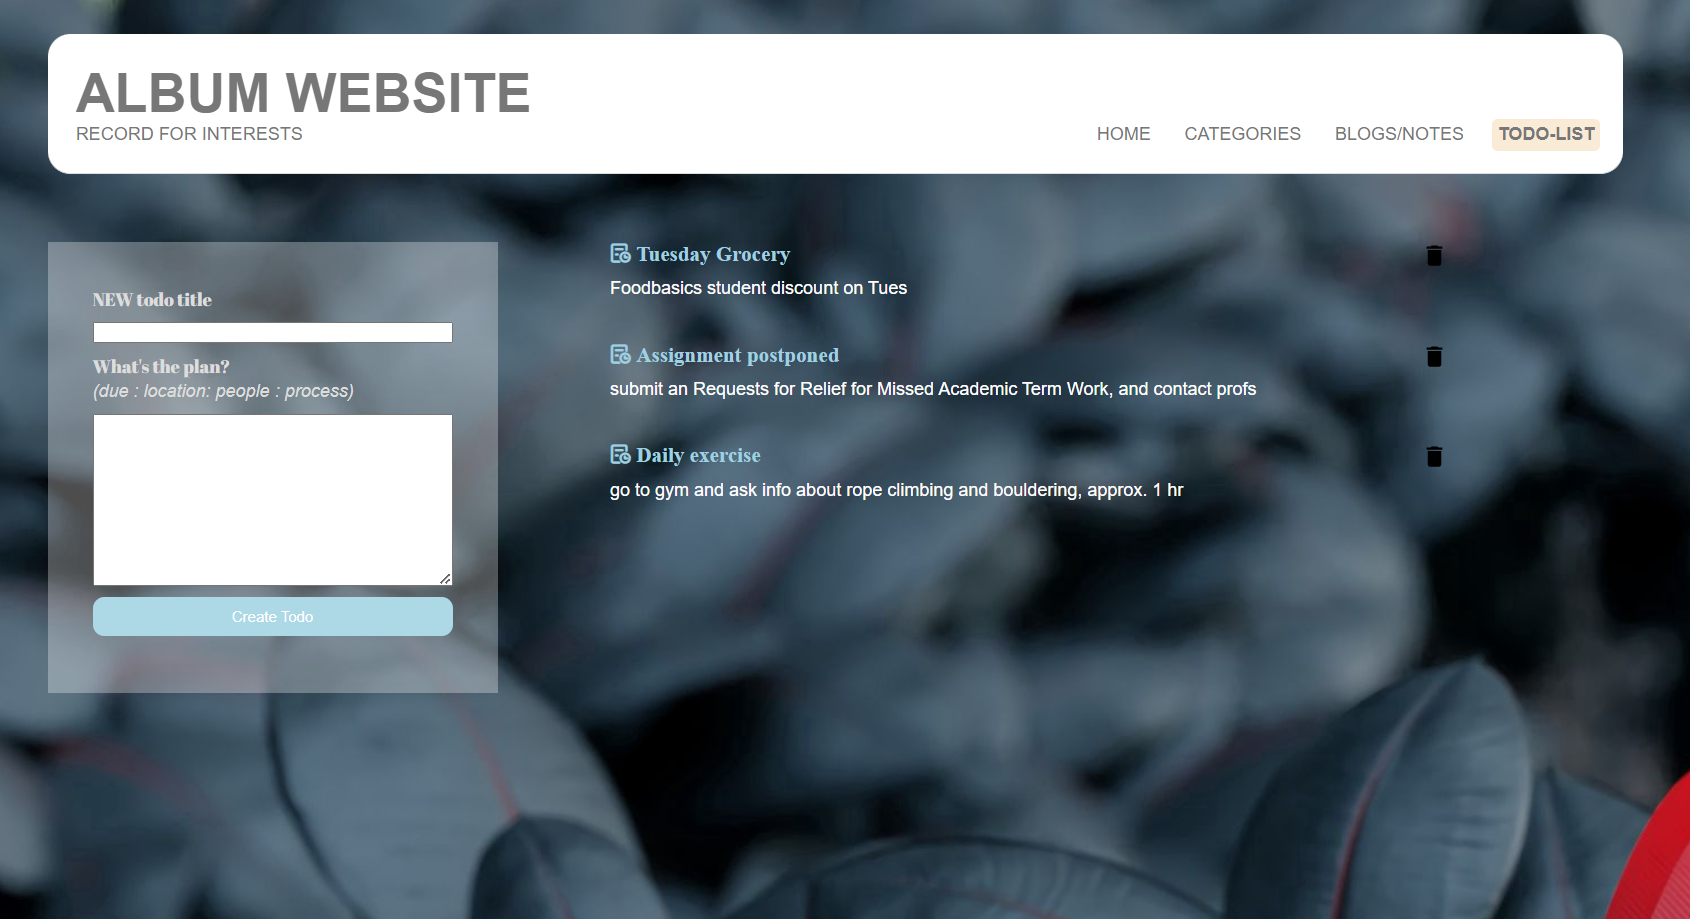 ALBUM WEBSITE
RECORD FOR INTERESTS
HOME CATEGORIES BLOGS/NOTES TODO-LIST
NEW todo title
What's the plan?
(due : location: people : process)
Create Todo
Tuesday Grocery
Foodbasics student discount on Tues
Assignment postponed
submit an Requests for Relief for Missed Academic Term Work, and contact profs
Daily exercise
go to gym and ask info about rope climbing and bouldering, approx. 1 hr